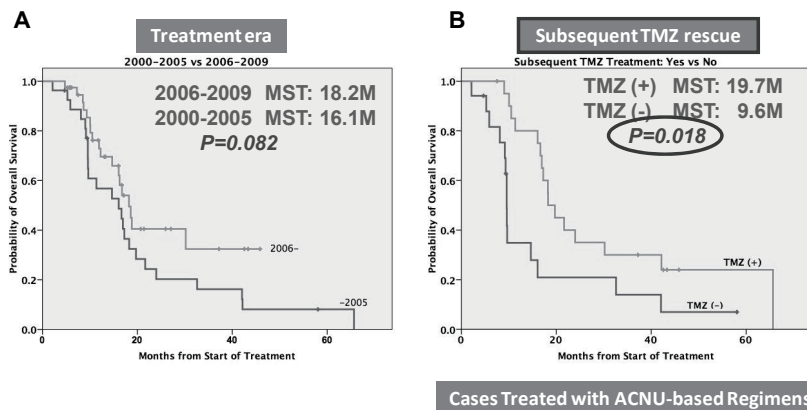 A
Treatment era
2000-2005 vs 2006-2009
2006-2009 MST: 18.2M
2000-2005 MST: 16.1M
P=0.082
Probability of Overall Survival
1.0
0.8
0.6
0.4
0.2
0.0
2006-
-2005
0 20 40 60
Months from Start of Treatment
B
Subsequent TMZ rescue
Subsequent TMZ Treatment: Yes vs No
TMZ (+) MST: 19.7M
TMZ (-) MST: 9.6M
P=0.018
Probability of Overall Survival
1.0
0.8
0.6
0.4
0.2
0.0
TMZ (+)
TMZ (-)
0 20 40 60
Months from Start of Treatment
Cases Treated with ACNU-based Regimens